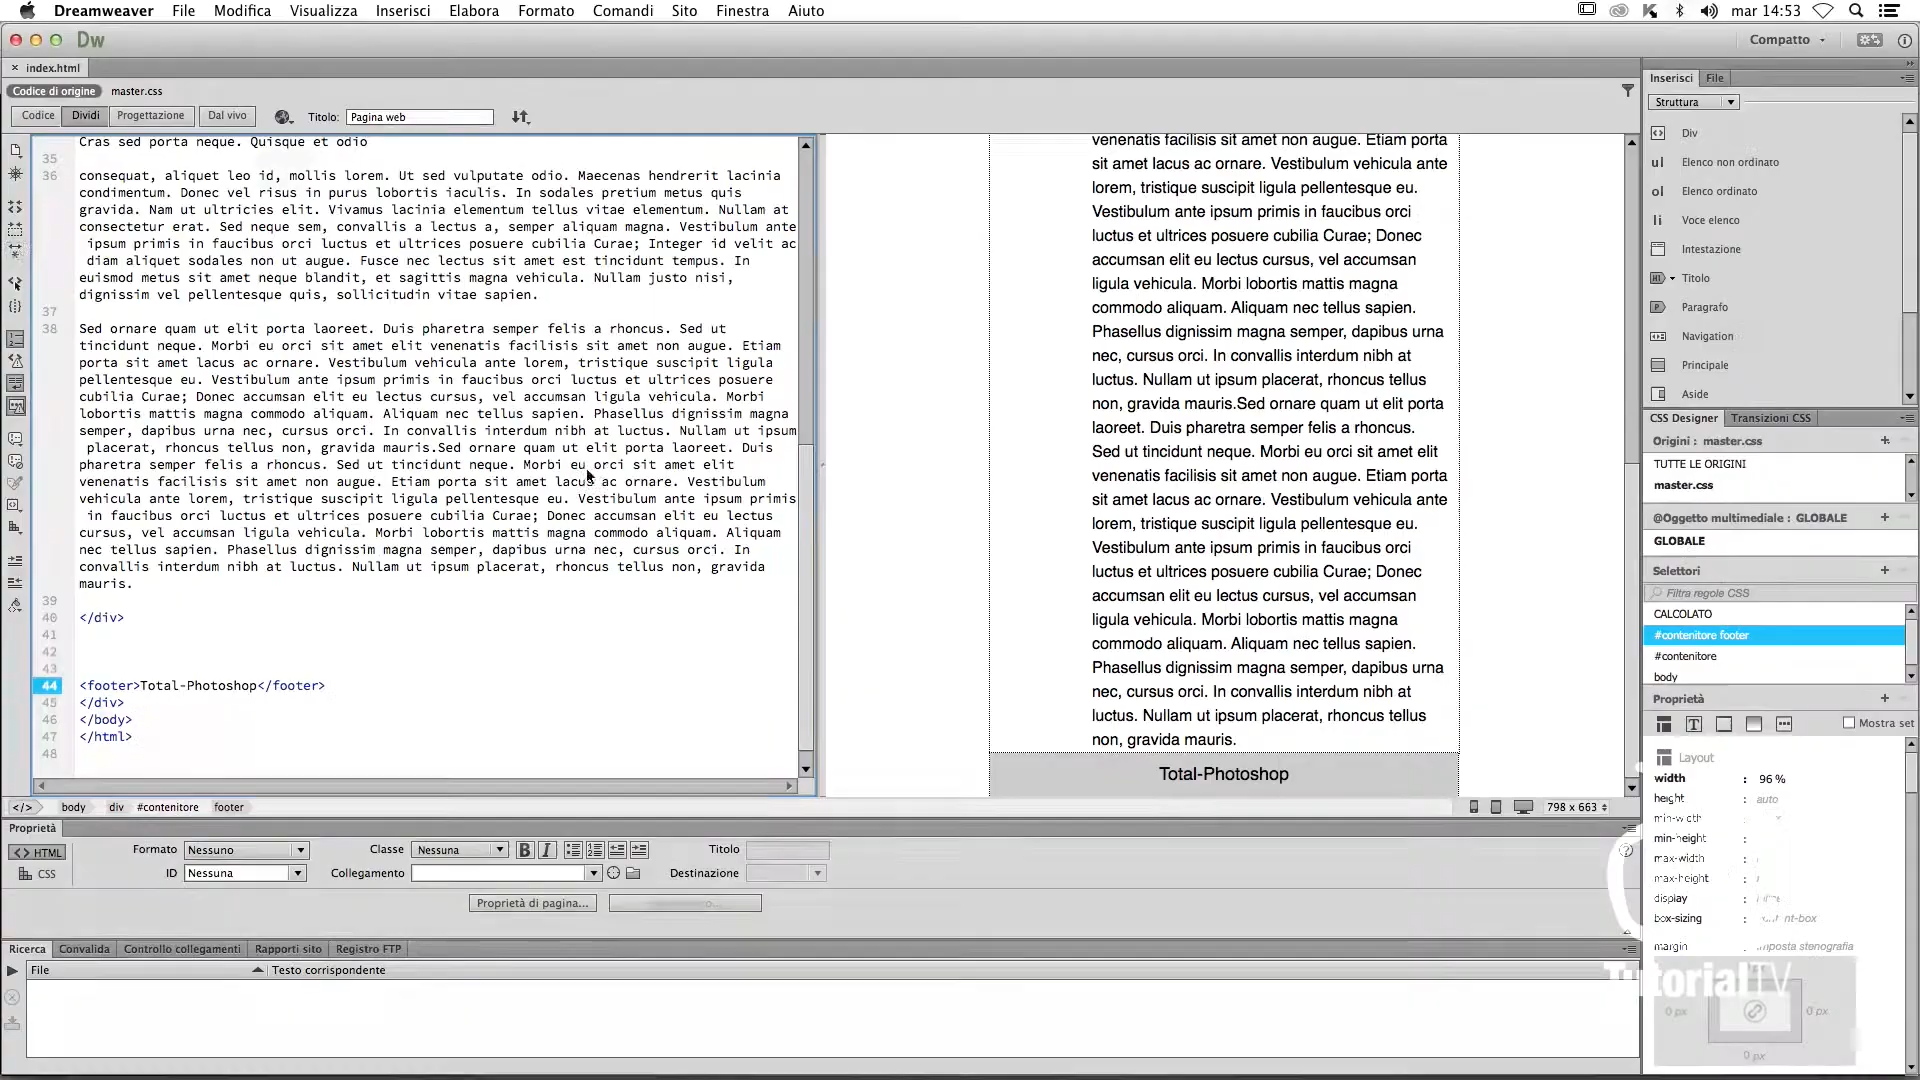 Dreamweaver File Modifica Visualizza Inserisci Elabora Formato Comandi Sito Finestra Aiuto mar 14:53
Dw Compatto
index.html
Codice di origine master.css
Codice Dividi Progettazione Dal vivo Titolo: Pagina web
Cras sed porta neque. Quisque et odio
35
36 consequat, aliquet leo id, mollis lorem. Ut sed vulputate odio. Maecenas hendrerit lacinia
condimentum. Donec vel risus in purus lobortis iaculis. In sodales pretium metus quis
gravida. Nam ut ultricies elit. Vivamus lacinia elementum tellus vitae elementum. Nullam at
consectetur erat. Sed neque sem, convallis a lectus a, semper aliquam magna. Vestibulum ante
ipsum primis in faucibus orci luctus et ultrices posuere cubilia Curae; Integer id velit ac
diam aliquet sodales non ut augue. Fusce nec lectus sit amet est tincidunt tempus. In
euismod metus sit amet neque blandit, et sagittis magna vehicula. Nullam justo nisi,
dignissim vel pellentesque quis, sollicitudin vitae sapien.
37
38 Sed ornare quam ut elit porta laoreet. Duis pharetra semper felis a rhoncus. Sed ut
tincidunt neque. Morbi eu orci sit amet elit venenatis facilisis sit amet non augue. Etiam
porta sit amet lacus ac ornare. Vestibulum vehicula ante lorem, tristique suscipit ligula
pellentesque eu. Vestibulum ante ipsum primis in faucibus orci luctus et ultrices posuere
cubilia Curae; Donec accumsan elit eu lectus cursus, vel accumsan ligula vehicula. Morbi
lobortis mattis magna commodo aliquam. Aliquam nec tellus sapien. Phasellus dignissim magna
semper, dapibus urna nec, cursus orci. In convallis interdum nibh at luctus. Nullam ut ipsum
placerat, rhoncus tellus non, gravida mauris.Sed ornare quam ut elit porta laoreet. Duis
pharetra semper felis a rhoncus. Sed ut tincidunt neque. Morbi eu orci sit amet elit
venenatis facilisis sit amet non augue. Etiam porta sit amet lacus ac ornare. Vestibulum
vehicula ante lorem, tristique suscipit ligula pellentesque eu. Vestibulum ante ipsum primis
in faucibus orci luctus et ultrices posuere cubilia Curae; Donec accumsan elit eu lectus
cursus, vel accumsan ligula vehicula. Morbi lobortis mattis magna commodo aliquam. Aliquam
nec tellus sapien. Phasellus dignissim magna semper, dapibus urna nec, cursus orci. In
convallis interdum nibh at luctus. Nullam ut ipsum placerat, rhoncus tellus non, gravida
mauris.
39
40 </div>
41
42
43
44 <footer>Total-Photoshop</footer>
45 </div>
46 </body>
47 </html>
48
venenatis facilisis sit amet non augue. Etiam porta
sit amet lacus ac ornare. Vestibulum vehicula ante
lorem, tristique suscipit ligula pellentesque eu.
Vestibulum ante ipsum primis in faucibus orci
luctus et ultrices posuere cubilia Curae; Donec
accumsan elit eu lectus cursus, vel accumsan
ligula vehicula. Morbi lobortis mattis magna
commodo aliquam. Aliquam nec tellus sapien.
Phasellus dignissim magna semper, dapibus urna
nec, cursus orci. In convallis interdum nibh at
luctus. Nullam ut ipsum placerat, rhoncus tellus
non, gravida mauris.Sed ornare quam ut elit porta
laoreet. Duis pharetra semper felis a rhoncus.
Sed ut tincidunt neque. Morbi eu orci sit amet elit
venenatis facilisis sit amet non augue. Etiam porta
sit amet lacus ac ornare. Vestibulum vehicula ante
lorem, tristique suscipit ligula pellentesque eu.
Vestibulum ante ipsum primis in faucibus orci
luctus et ultrices posuere cubilia Curae; Donec
accumsan elit eu lectus cursus, vel accumsan
ligula vehicula. Morbi lobortis mattis magna
commodo aliquam. Aliquam nec tellus sapien.
Phasellus dignissim magna semper, dapibus urna
nec, cursus orci. In convallis interdum nibh at
luctus. Nullam ut ipsum placerat, rhoncus tellus
non, gravida mauris.
Total-Photoshop
</> body div #contenitore footer 798 x 663
Proprietà
<> HTML Formato Nessuno Classe Nessuna B I Titolo
CSS ID Nessuna Collegamento Destinazione
Proprietà di pagina...
Ricerca Convalida Controllo collegamenti Rapporti sito Registro FTP
File Testo corrispondente
Inserisci File
Struttura
Div
ul Elenco non ordinato
ol Elenco ordinato
li Voce elenco
Intestazione
H1 Titolo
P Paragrafo
Navigation
Principale
Aside
CSS Designer Transizioni CSS
Origini : master.css
TUTTE LE ORIGINI
master.css
@Oggetto multimediale : GLOBALE
GLOBALE
Selettori
Filtra regole CSS
CALCOLATO
#contenitore footer
#contenitore
body
Proprietà
T Mostra set
Layout
width : 96 %
height : auto
min-width :
min-height :
max-width :
max-height :
display :
box-sizing :
margin : imposta stenografia
TutorialTV
0 px 0 px
0 px